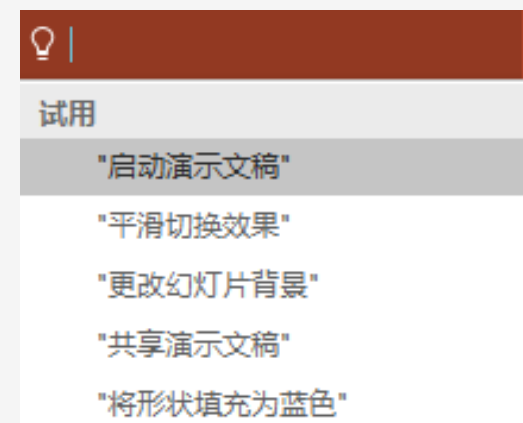 试用
"启动演示文稿"
"平滑切换效果"
"更改幻灯片背景"
"共享演示文稿"
"将形状填充为蓝色"